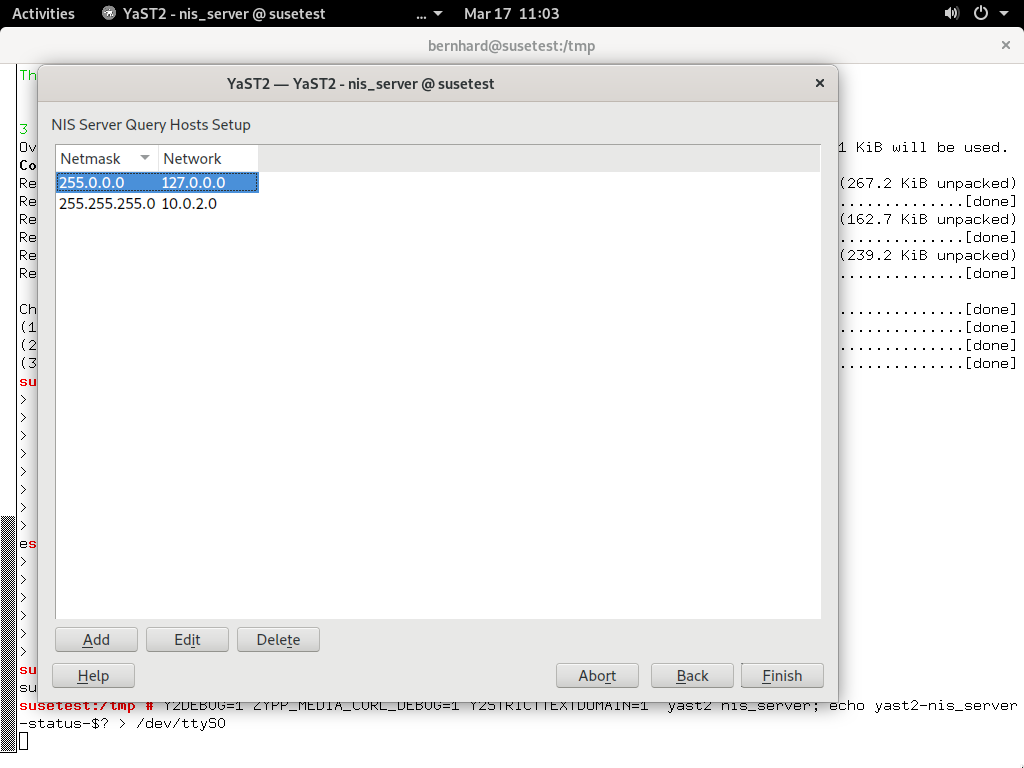 Activities YaST2 - nis_server @ susetest ... Mar 17 11:03
bernhard@susetest:/tmp
Th
YaST2 — YaST2 - nis_server @ susetest
NIS Server Query Hosts Setup
3
Ov 1 KiB will be used.
Netmask Network
Co
255.0.0.0 127.0.0.0
Re (267.2 KiB unpacked)
255.255.255.0 10.0.2.0
Re ..............[done]
Re (162.7 KiB unpacked)
Re ..............[done]
Re (239.2 KiB unpacked)
Re ..............[done]
Ch ..............[done]
(1 ..............[done]
(2 ..............[done]
(3 ..............[done]
su
>
>
>
>
>
>
>
>
es
>
>
>
>
>
>
Add Edit Delete
su
Help Abort Back Finish
su
susetest:/tmp # Y2DEBUG=1 ZYPP_MEDIA_CURL_DEBUG=1 Y2STRICTTEXTDOMAIN=1 yast2 nis_server; echo yast2-nis_server
-status-$? > /dev/ttyS0